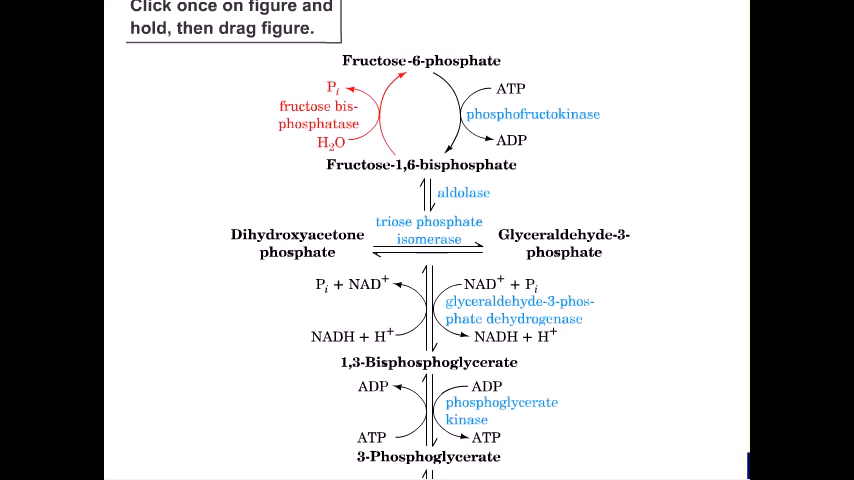 Click once on figure and
hold, then drag figure.
Fructose-6-phosphate
Pi
ATP
fructose bis-
phosphatase
phosphofructokinase
H2O
ADP
Fructose-1,6-bisphosphate
aldolase
triose phosphate
isomerase
Dihydroxyacetone
phosphate
Glyceraldehyde-3-
phosphate
Pi + NAD+
NAD+ + Pi
glyceraldehyde-3-phos-
phate dehydrogenase
NADH + H+
NADH + H+
1,3-Bisphosphoglycerate
ADP
ADP
phosphoglycerate
kinase
ATP
ATP
3-Phosphoglycerate